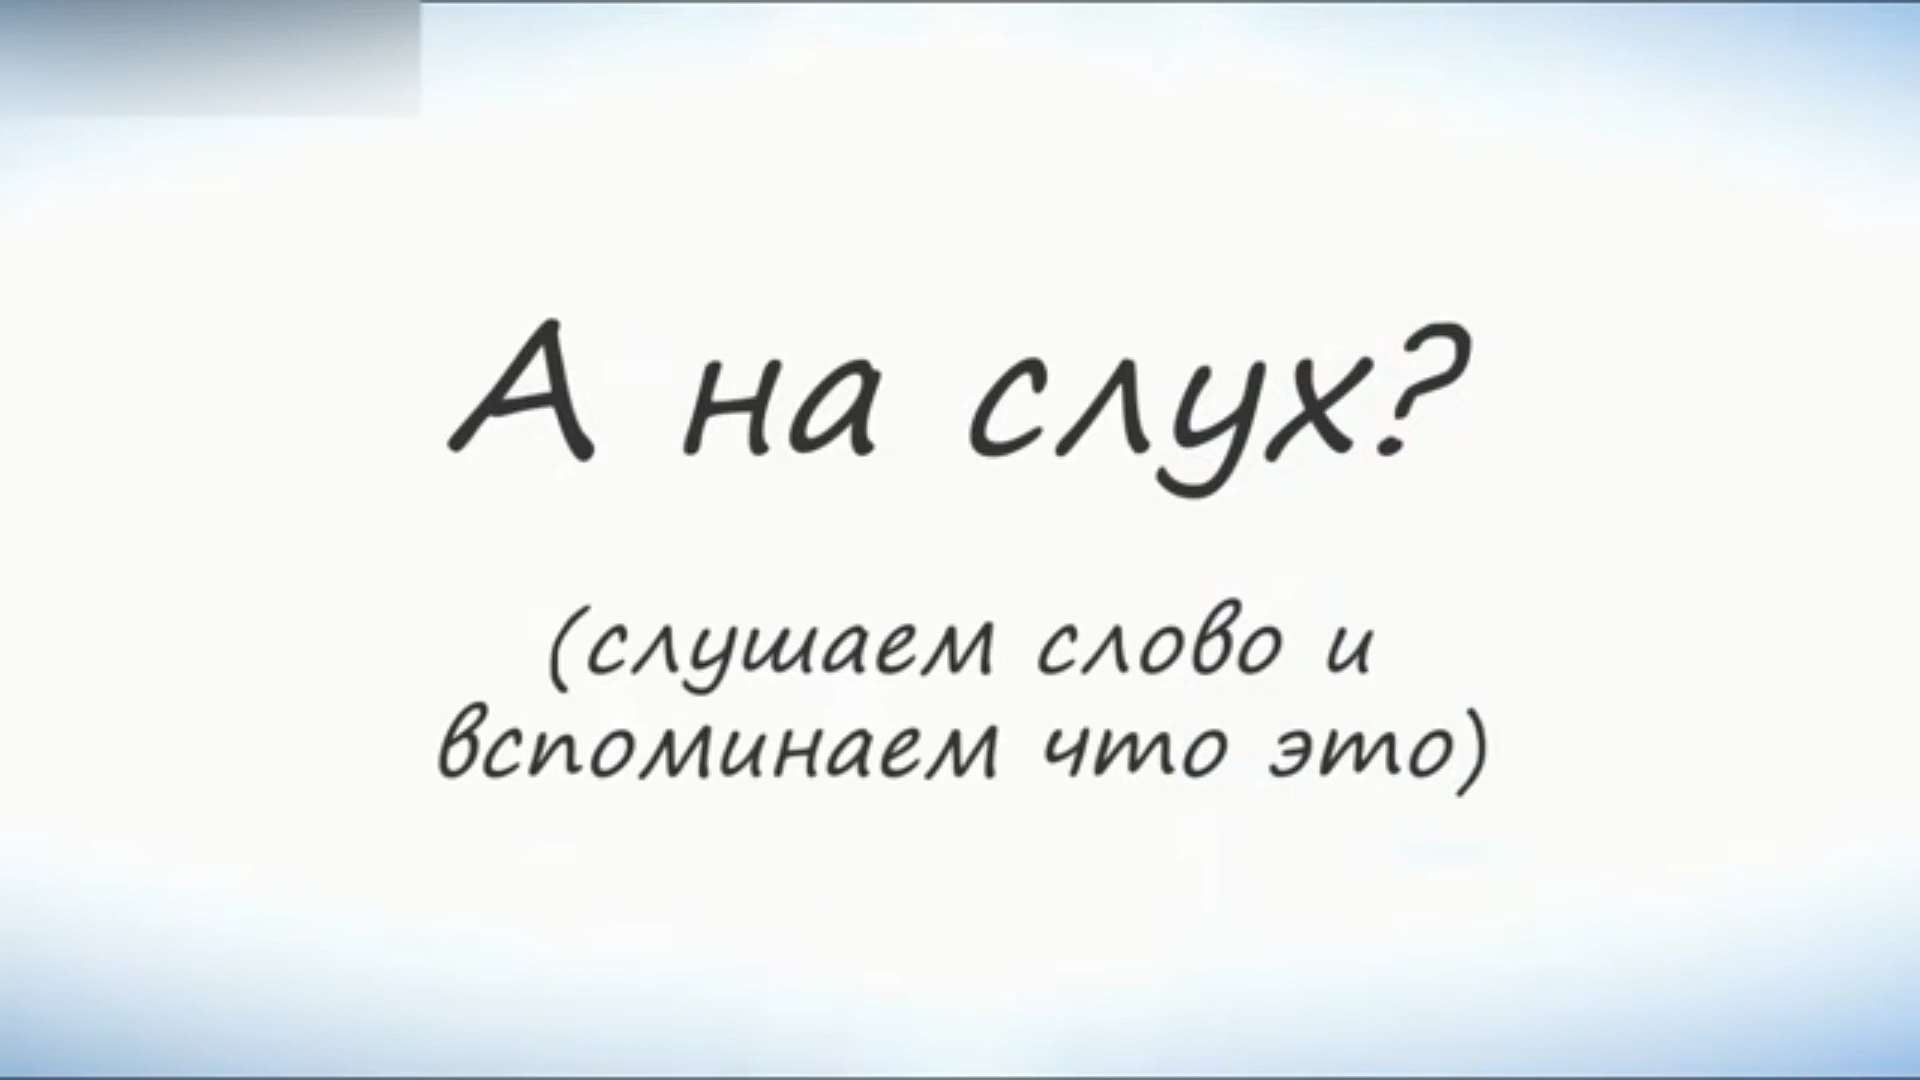 А на слух?
(слушаем слово и
вспоминаем что это)